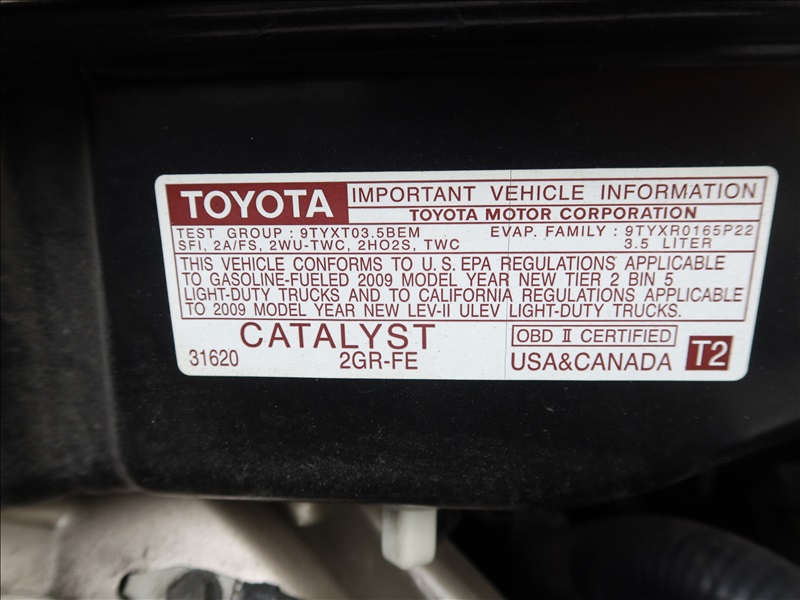 TOYOTA IMPORTANT VEHICLE INFORMATION
TOYOTA MOTOR CORPORATION
TEST GROUP : 9TYXT03.5BEM EVAP. FAMILY : 9TYXR0165P22
SFI, 2A/FS, 2WU-TWC, 2HO2S, TWC 3.5 LITER
THIS VEHICLE CONFORMS TO U.S.EPA REGULATIONS APPLICABLE
TO GASOLINE-FUELED 2009 MODEL YEAR NEW TIER 2 BIN 5
LIGHT-DUTY TRUCKS AND TO CALIFORNIA REGULATIONS APPLICABLE
TO 2009 MODEL YEAR NEW LEV-II ULEV LIGHT-DUTY TRUCKS.
CATALYST OBD II CERTIFIED
31620 2GR-FE USA&CANADA T2